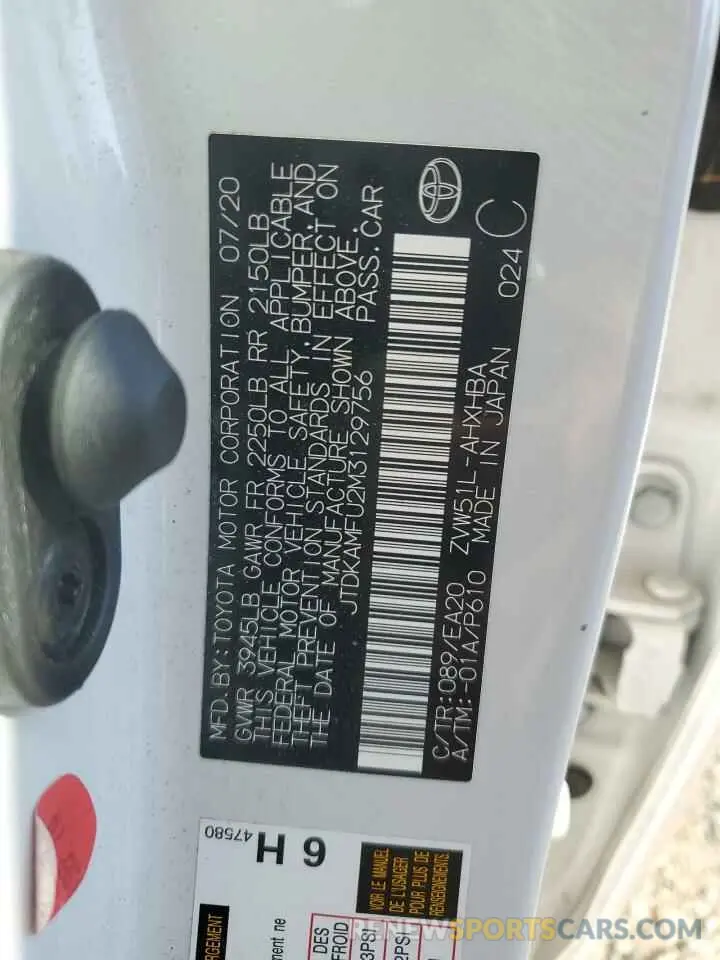 MFD.BY:TOYOTA MOTOR CORPORATION 07/20
GVWR 3945LB GAWR FR 2250LB RR 2150LB
THIS VEHICLE CONFORMS TO ALL APPLICABLE
FEDERAL MOTOR VEHICLE SAFETY, BUMPER, AND
THEFT PREVENTION STANDARDS IN EFFECT ON
THE DATE OF MANUFACTURE SHOWN ABOVE.
JTDKAMFU2M3129756 PASS.CAR
C/TR:089/EA20 ZVW51L-AHXHBA
A/TM:-01A/P610 MADE IN JAPAN
024 C
47580
H 6
VOIR LE MANUEL
DE L'USAGER
POUR PLUS DE
RENSEIGNEMENTS
DES
FROID
RENEWSPORTSCARS.COM